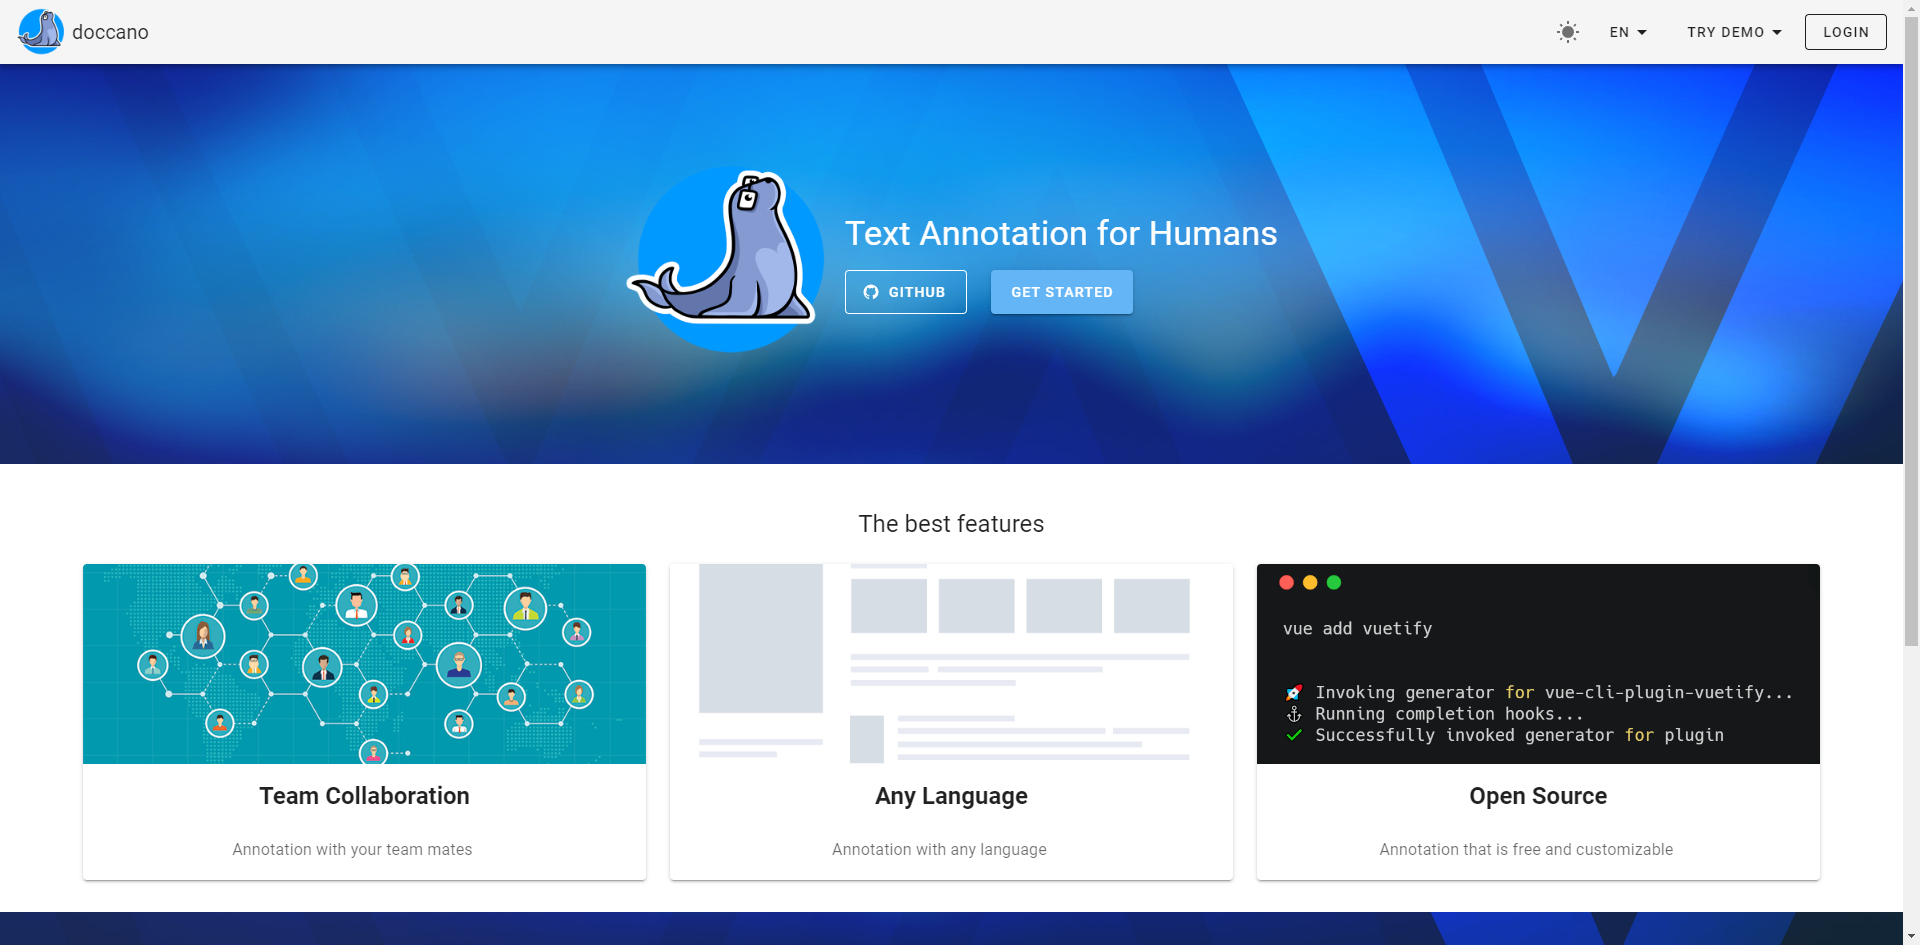 doccano
EN
TRY DEMO
LOGIN
Text Annotation for Humans
GITHUB
GET STARTED
The best features
Team Collaboration
Annotation with your team mates
Any Language
Annotation with any language
vue add vuetify
Invoking generator for vue-cli-plugin-vuetify...
Running completion hooks...
Successfully invoked generator for plugin
Open Source
Annotation that is free and customizable